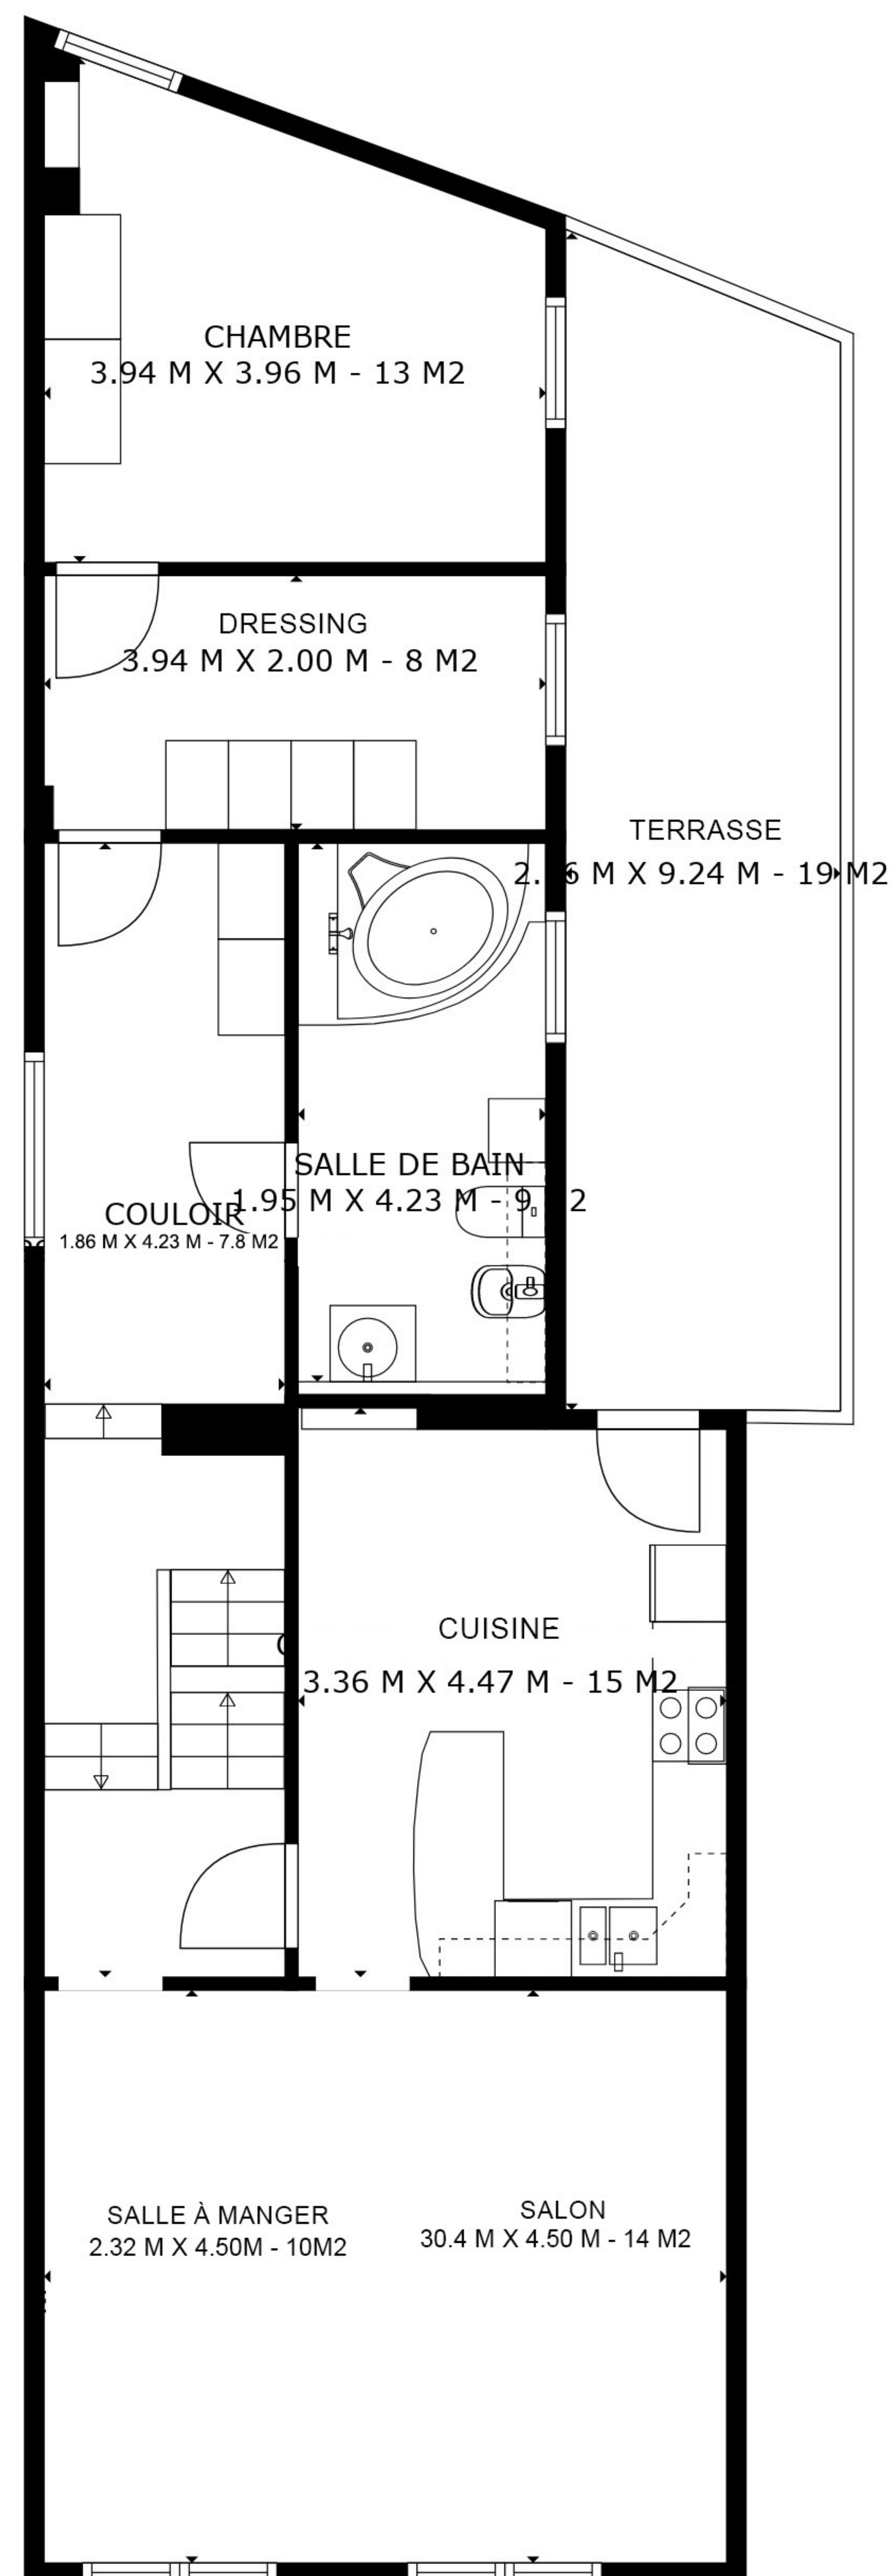 CHAMBRE
3.94 M X 3.96 M - 13 M2
DRESSING
3.94 M X 2.00 M - 8 M2
TERRASSE
M X 9.24 M - 19 M2
SALLE DE BAIN
1.95 M X 4.23 M - 9 2
COULOIR
1.86 M X 4.23 M - 7.8 M2
CUISINE
3.36 M X 4.47 M - 15 M2
SALLE À MANGER
2.32 M X 4.50M - 10M2
SALON
30.4 M X 4.50 M - 14 M2